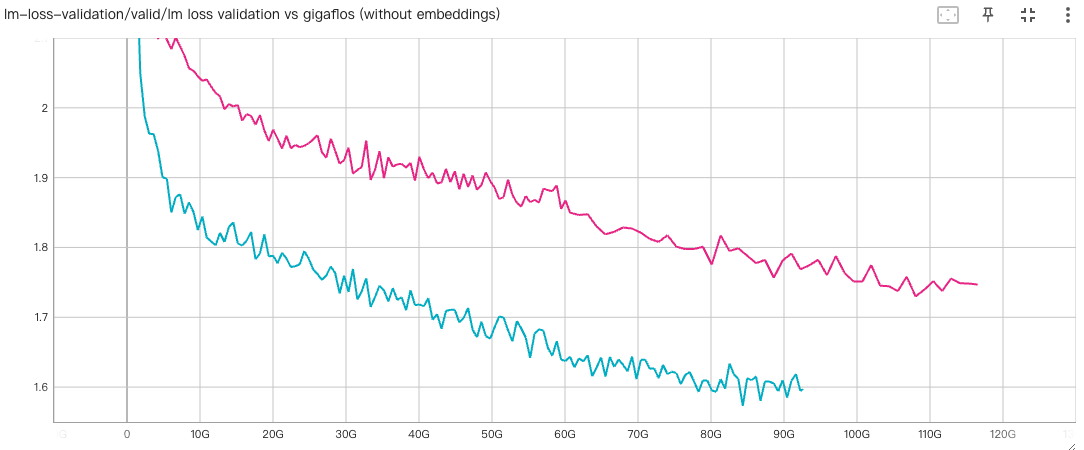 lm-loss-validation/valid/lm loss validation vs gigaflos (without embeddings)
2
1.9
1.8
1.7
1.6
0 10G 20G 30G 40G 50G 60G 70G 80G 90G 100G 110G 120G